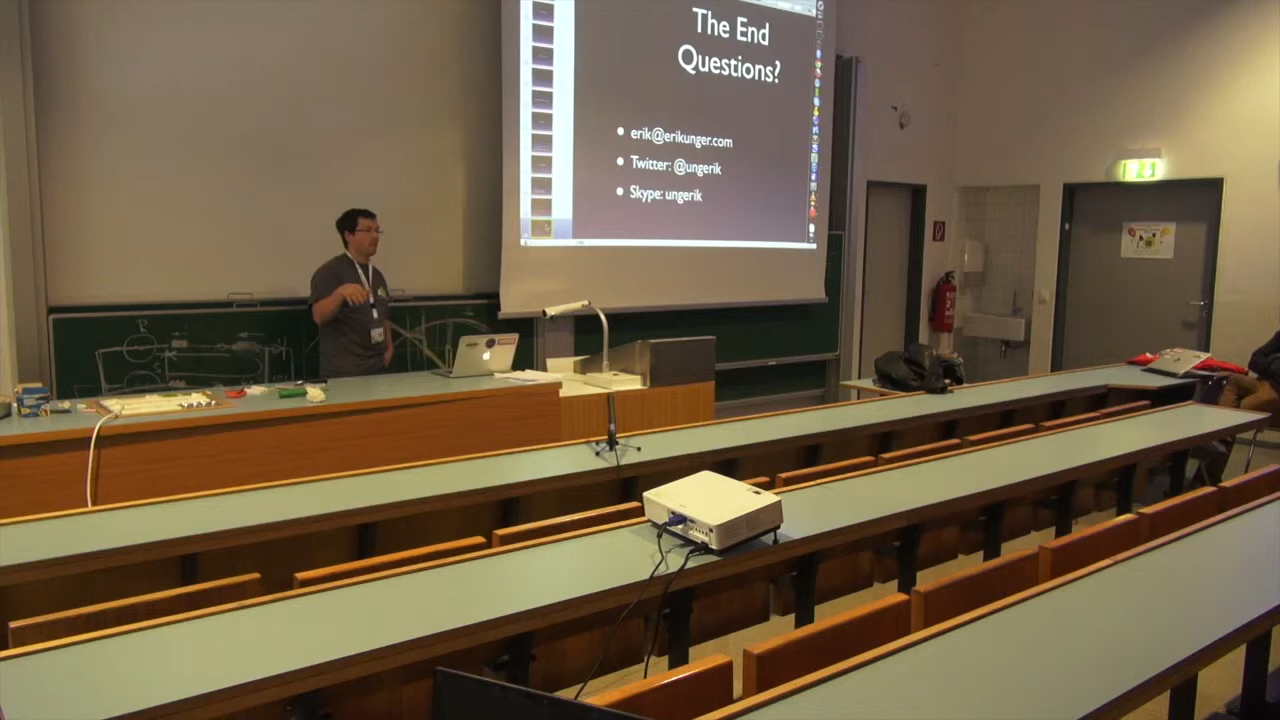 The End
Questions?
erik@erikunger.com
Twitter: @ungerik
Skype: ungerik